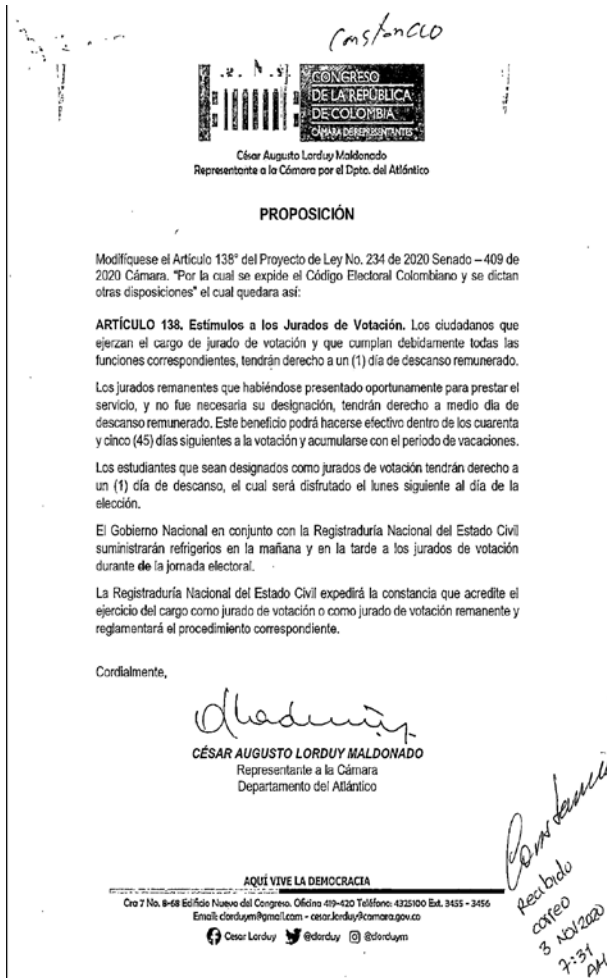 Constancia
CONGRESO
DE LA REPÚBLICA
DE COLOMBIA
CÁMARA DE REPRESENTANTES
César Augusto Lorduy Maldonado
Representante a la Cámara por el Dpto. del Atlántico
PROPOSICIÓN
Modifíquese el Artículo 138° del Proyecto de Ley No. 234 de 2020 Senado – 409 de
2020 Cámara. "Por la cual se expide el Código Electoral Colombiano y se dictan
otras disposiciones" el cual quedara así:
ARTÍCULO 138. Estímulos a los Jurados de Votación. Los ciudadanos que
ejerzan el cargo de jurado de votación y que cumplan debidamente todas las
funciones correspondientes, tendrán derecho a un (1) día de descanso remunerado.
Los jurados remanentes que habiéndose presentado oportunamente para prestar el
servicio, y no fue necesaria su designación, tendrán derecho a medio dia de
descanso remunerado. Este beneficio podrá hacerse efectivo dentro de los cuarenta
y cinco (45) días siguientes a la votación y acumularse con el periodo de vacaciones.
Los estudiantes que sean designados como jurados de votación tendrán derecho a
un (1) día de descanso, el cual será disfrutado el lunes siguiente al día de la
elección.
El Gobierno Nacional en conjunto con la Registraduría Nacional del Estado Civil
suministrarán refrigerios en la mañana y en la tarde a los jurados de votación
durante de la jornada electoral.
La Registraduría Nacional del Estado Civil expedirá la constancia que acredite el
ejercicio del cargo como jurado de votación o como jurado de votación remanente y
reglamentará el procedimiento correspondiente.
Cordialmente,
CÉSAR AUGUSTO LORDUY MALDONADO
Representante a la Cámara
Departamento del Atlántico
Constancia
Recibido
correo
3 NOV/2020
7:31
AM
AQUÍ VIVE LA DEMOCRACIA
Cra 7 No. 8-68 Edificio Nuevo del Congreso. Oficina 419-420 Teléfono: 4325100 Ext. 3455 - 3456
Email: clorduym@gmail.com - cesar.lorduy@camara.gov.co
Cesar Lorduy @clorduy @clorduym